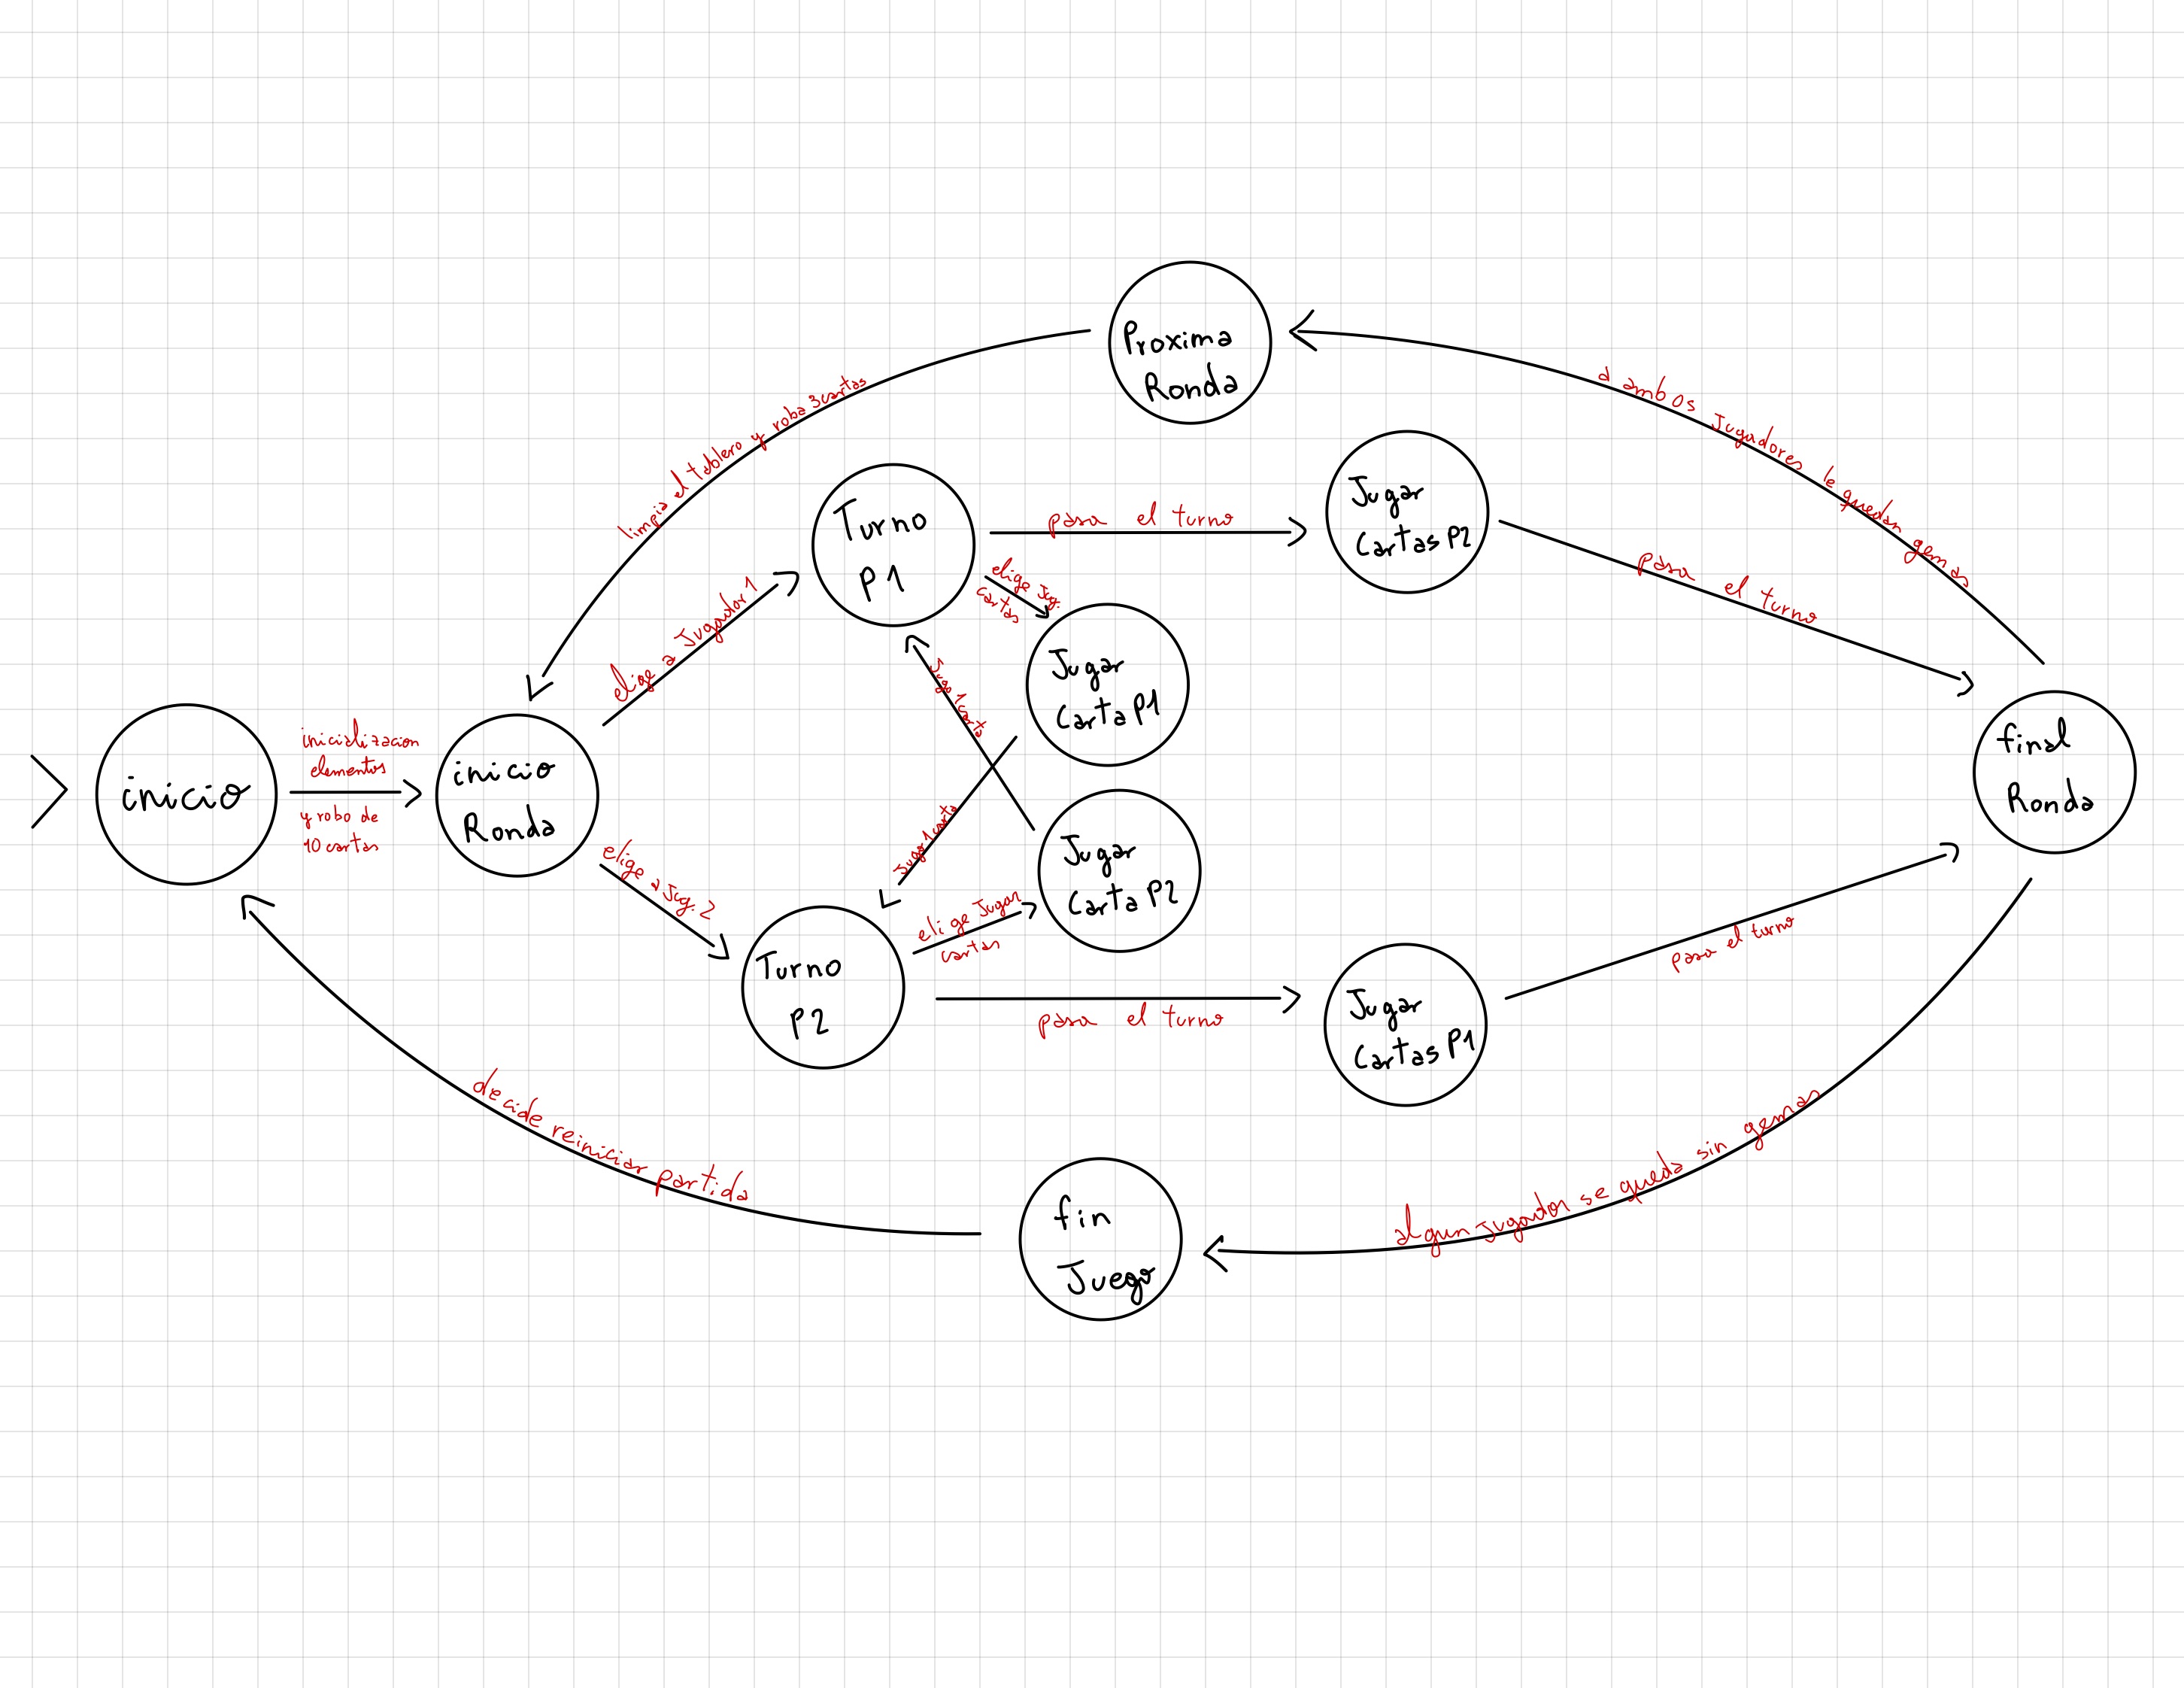 Proxima
Ronda
a ambos Jugadores le quedan gemas
limpia el tablero y roba 3 cartas
Turno
P1
pasa el turno
Jugar
Cartas P2
pasa el turno
elige Jug.
cartas
elige a Jugador 1
Jugar
Carta P1
Juga 1 carta
inicio
inicializacion
elementos
y robo de
10 cartas
inicio
Ronda
final
Ronda
Juga 1 carta
Jugar
Carta P2
elige a Jug. 2
elige Jugar
cartas
Turno
P2
pasa el turno
Jugar
Cartas P1
pasa el turno
decide reiniciar partida
fin
Juego
algun jugador se queda sin gemas